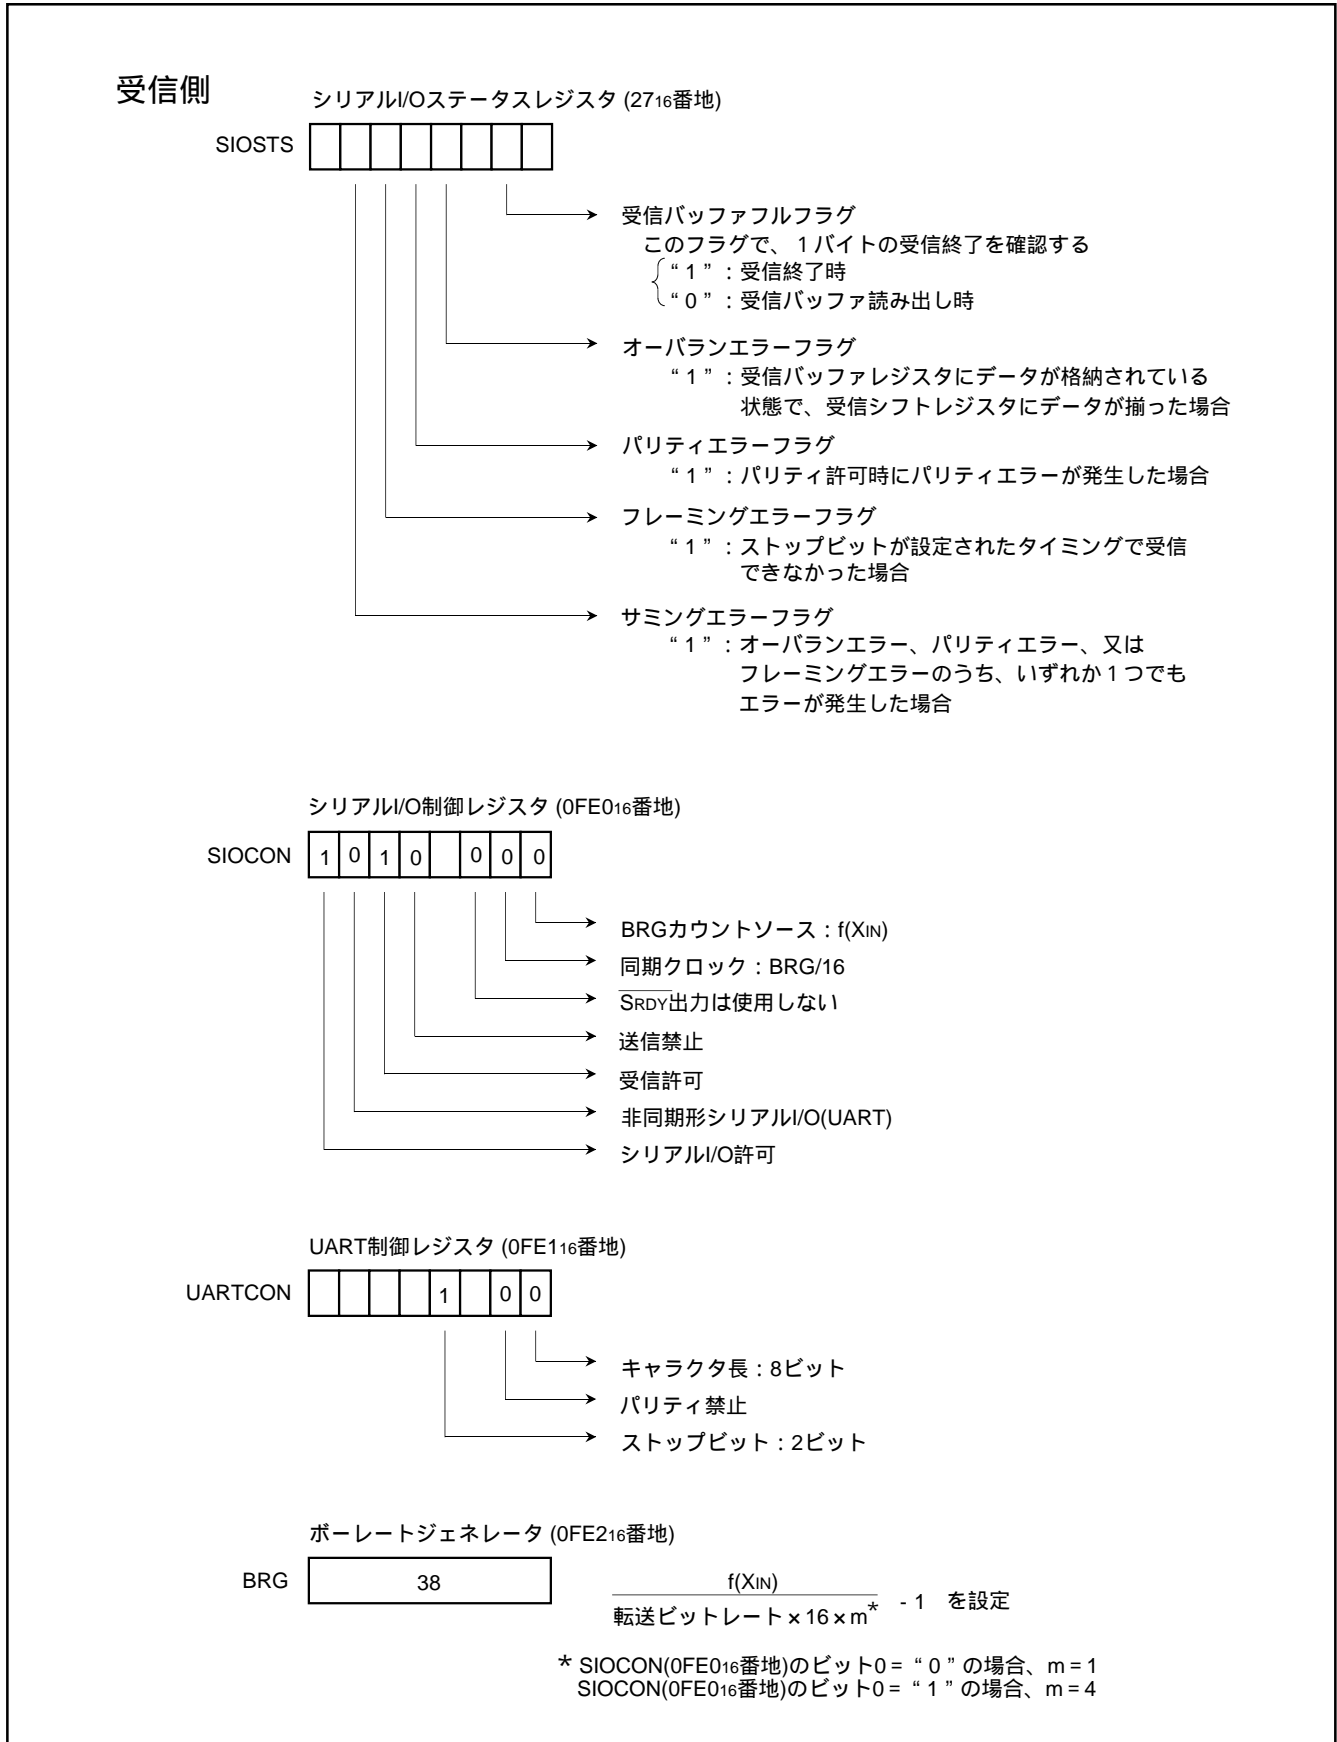 受信側
シリアルI/Oステータスレジスタ (2716番地)
SIOSTS
受信バッファフルフラグ
このフラグで、1バイトの受信終了を確認する
“1”：受信終了時
“0”：受信バッファ読み出し時
オーバランエラーフラグ
“1”：受信バッファレジスタにデータが格納されている
状態で、受信シフトレジスタにデータが揃った場合
パリティエラーフラグ
“1”：パリティ許可時にパリティエラーが発生した場合
フレーミングエラーフラグ
“1”：ストップビットが設定されたタイミングで受信
できなかった場合
サミングエラーフラグ
“1”：オーバランエラー、パリティエラー、又は
フレーミングエラーのうち、いずれか1つでも
エラーが発生した場合
シリアルI/O制御レジスタ (0FE016番地)
SIOCON 1 0 1 0 0 0 0
BRGカウントソース：f(XIN)
同期クロック：BRG/16
SRDY出力は使用しない
送信禁止
受信許可
非同期形シリアルI/O(UART)
シリアルI/O許可
UART制御レジスタ (0FE116番地)
UARTCON 1 0 0
キャラクタ長：8ビット
パリティ禁止
ストップビット：2ビット
ボーレートジェネレータ (0FE216番地)
BRG 38
f(XIN)
転送ビットレート×16×m* - 1 を設定
* SIOCON(0FE016番地)のビット0=“0”の場合、m=1
SIOCON(0FE016番地)のビット0=“1”の場合、m=4